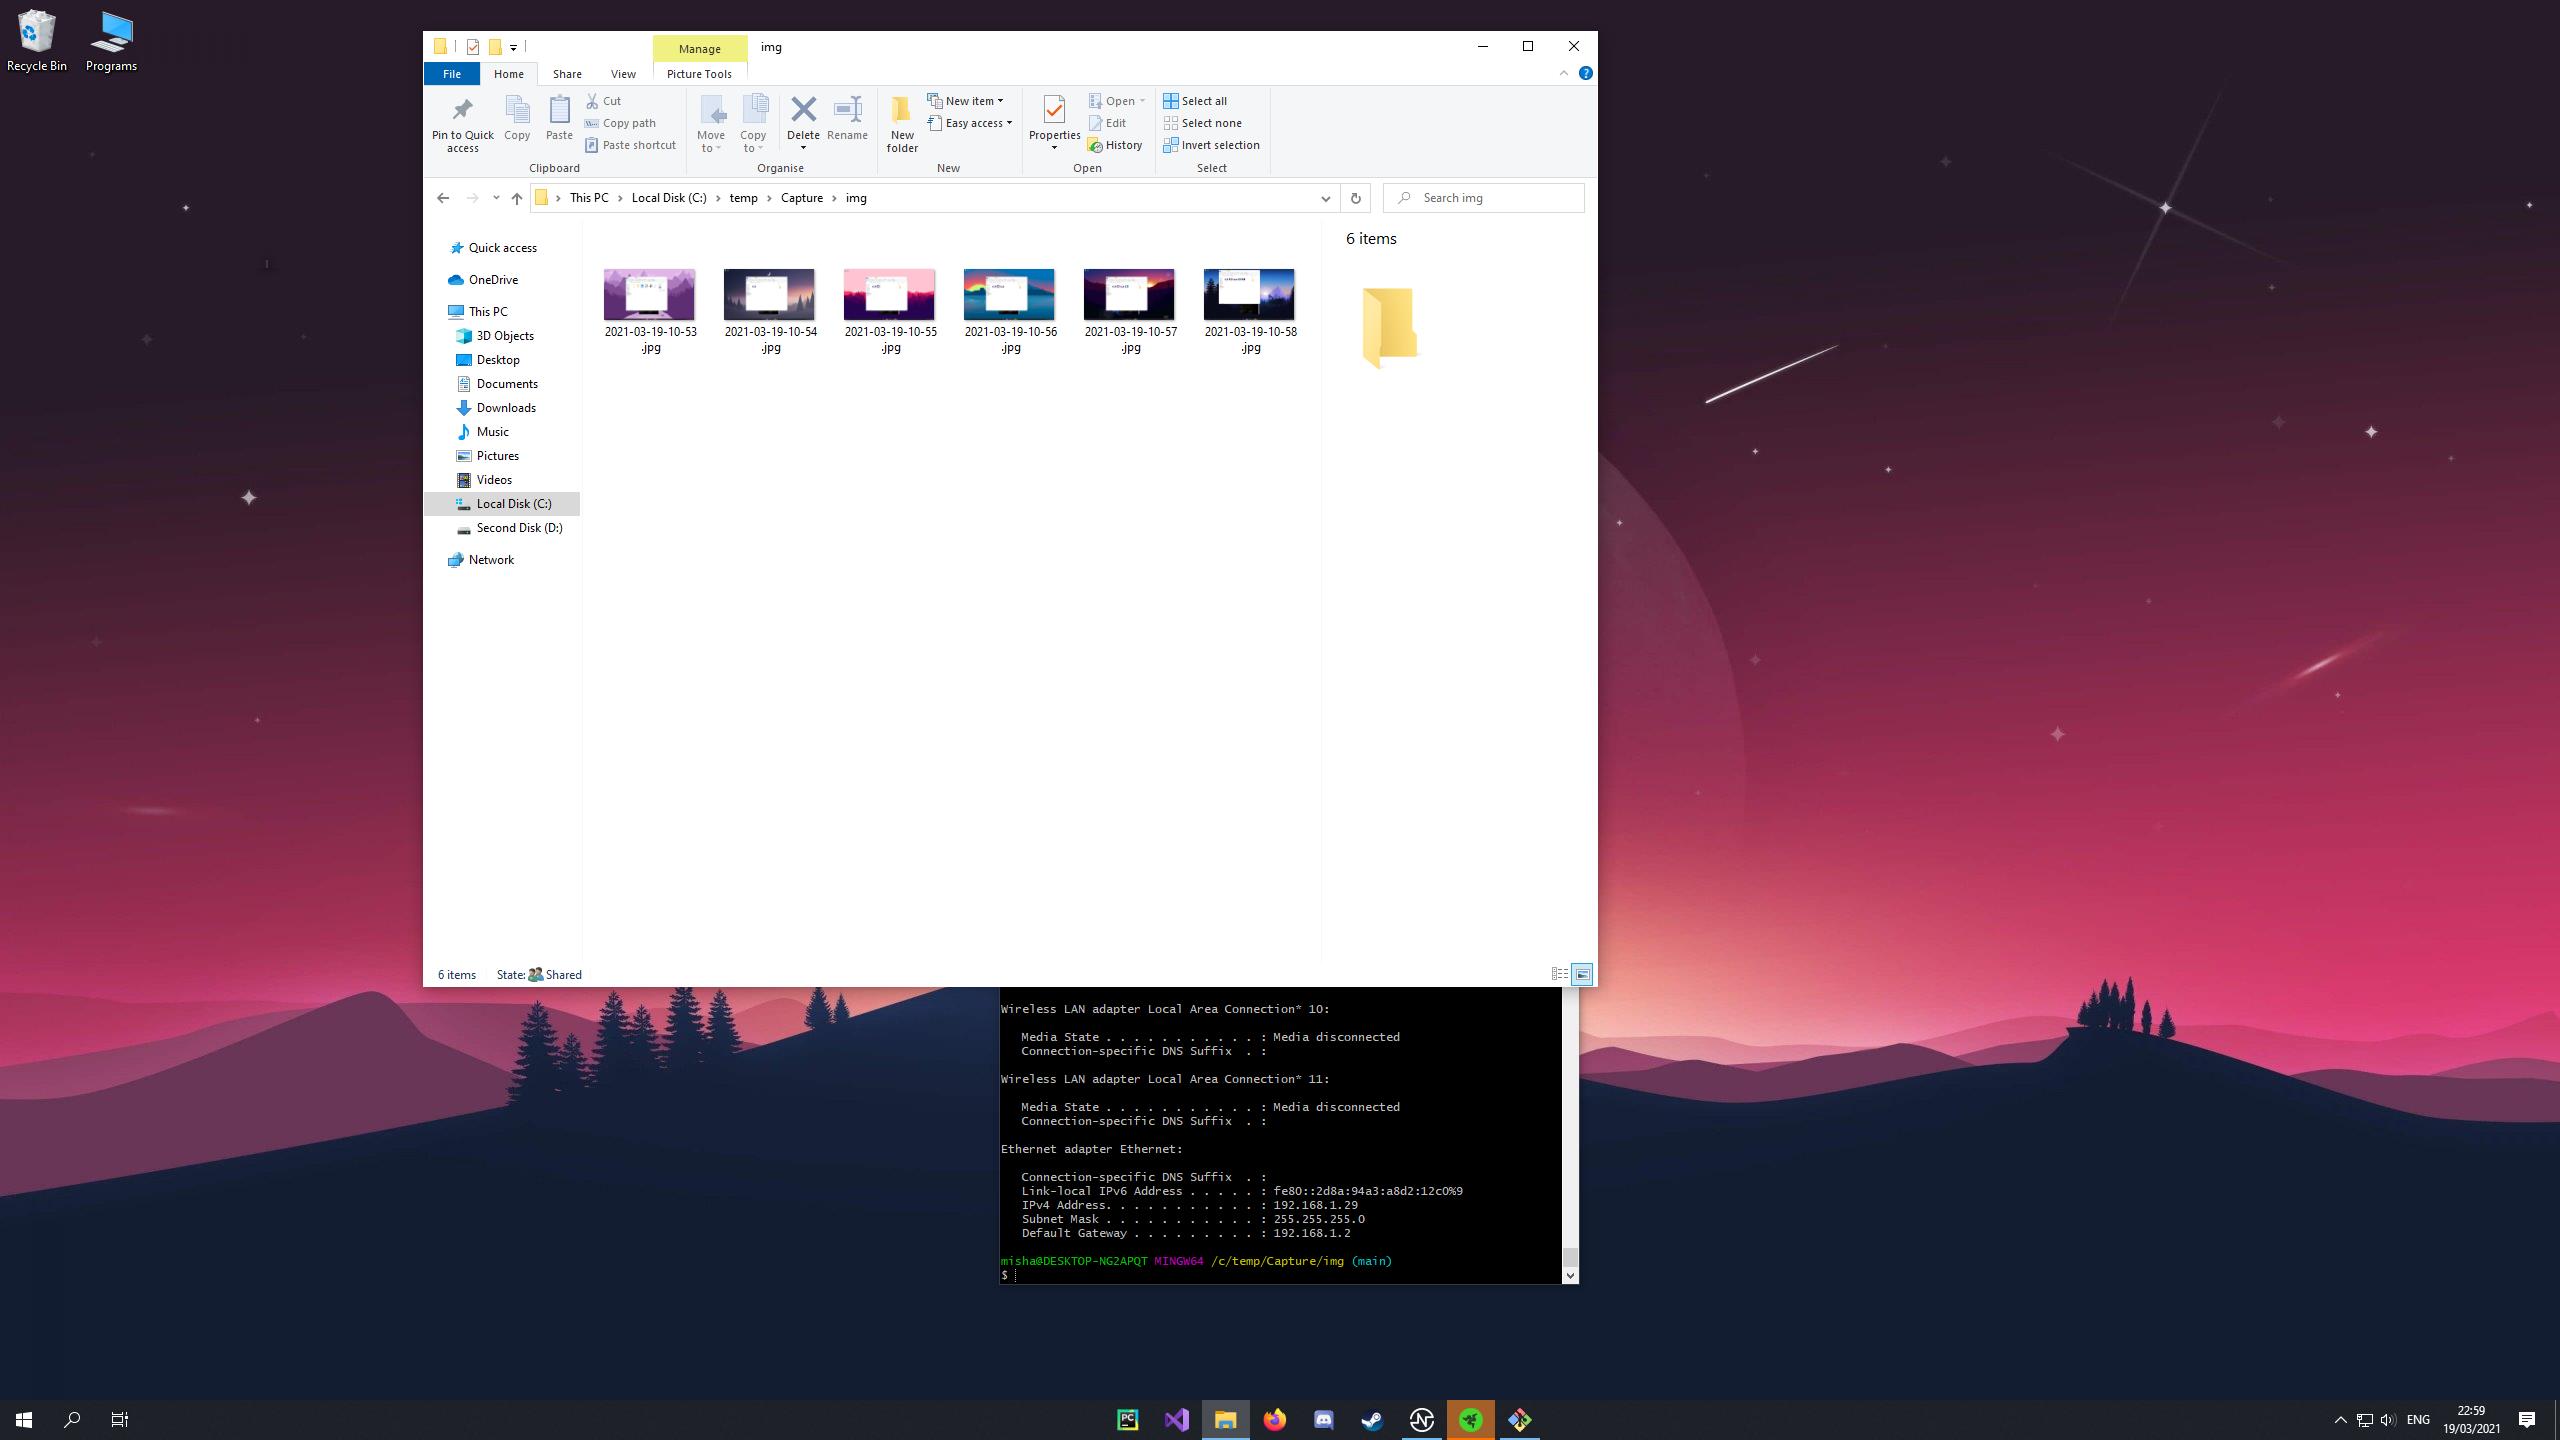 Recycle Bin
Programs
Manage
img
File
Home
Share
View
Picture Tools
Pin to Quick access
Copy
Paste
Cut
Copy path
Paste shortcut
Clipboard
Move to
Copy to
Delete
Rename
Organise
New folder
New item
Easy access
New
Properties
Open
Edit
History
Open
Select all
Select none
Invert selection
Select
This PC
Local Disk (C:)
temp
Capture
img
Search img
Quick access
OneDrive
This PC
3D Objects
Desktop
Documents
Downloads
Music
Pictures
Videos
Local Disk (C:)
Second Disk (D:)
Network
2021-03-19-10-53.jpg
2021-03-19-10-54.jpg
2021-03-19-10-55.jpg
2021-03-19-10-56.jpg
2021-03-19-10-57.jpg
2021-03-19-10-58.jpg
6 items
6 items
State: Shared
Wireless LAN adapter Local Area Connection* 10:
Media State . . . . . . . . . . . : Media disconnected
Connection-specific DNS Suffix  . :
Wireless LAN adapter Local Area Connection* 11:
Media State . . . . . . . . . . . : Media disconnected
Connection-specific DNS Suffix  . :
Ethernet adapter Ethernet:
Connection-specific DNS Suffix  . :
Link-local IPv6 Address . . . . . : fe80::2d8a:94a3:a8d2:12c0%9
IPv4 Address. . . . . . . . . . . : 192.168.1.29
Subnet Mask . . . . . . . . . . . : 255.255.255.0
Default Gateway . . . . . . . . . : 192.168.1.2
misha@DESKTOP-NG2APQT MINGW64 /c/temp/Capture/img (main)
$
PC
ENG
22:59
19/03/2021